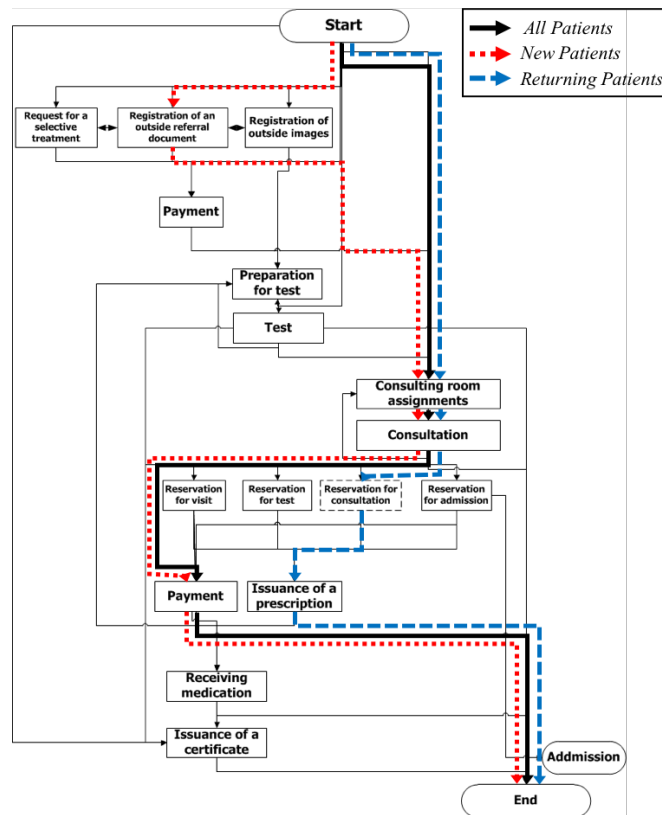 Start
All Patients
New Patients
Returning Patients
Request for a
selective
treatment
Registration of an
outside referral
document
Registration of
outside images
Payment
Preparation
for test
Test
Consulting room
assignments
Consultation
Reservation
for visit
Reservation
for test
Reservation for
consultation
Reservation
for admission
Payment
Issuance of a
prescription
Receiving
medication
Issuance of a
certificate
Addmission
End